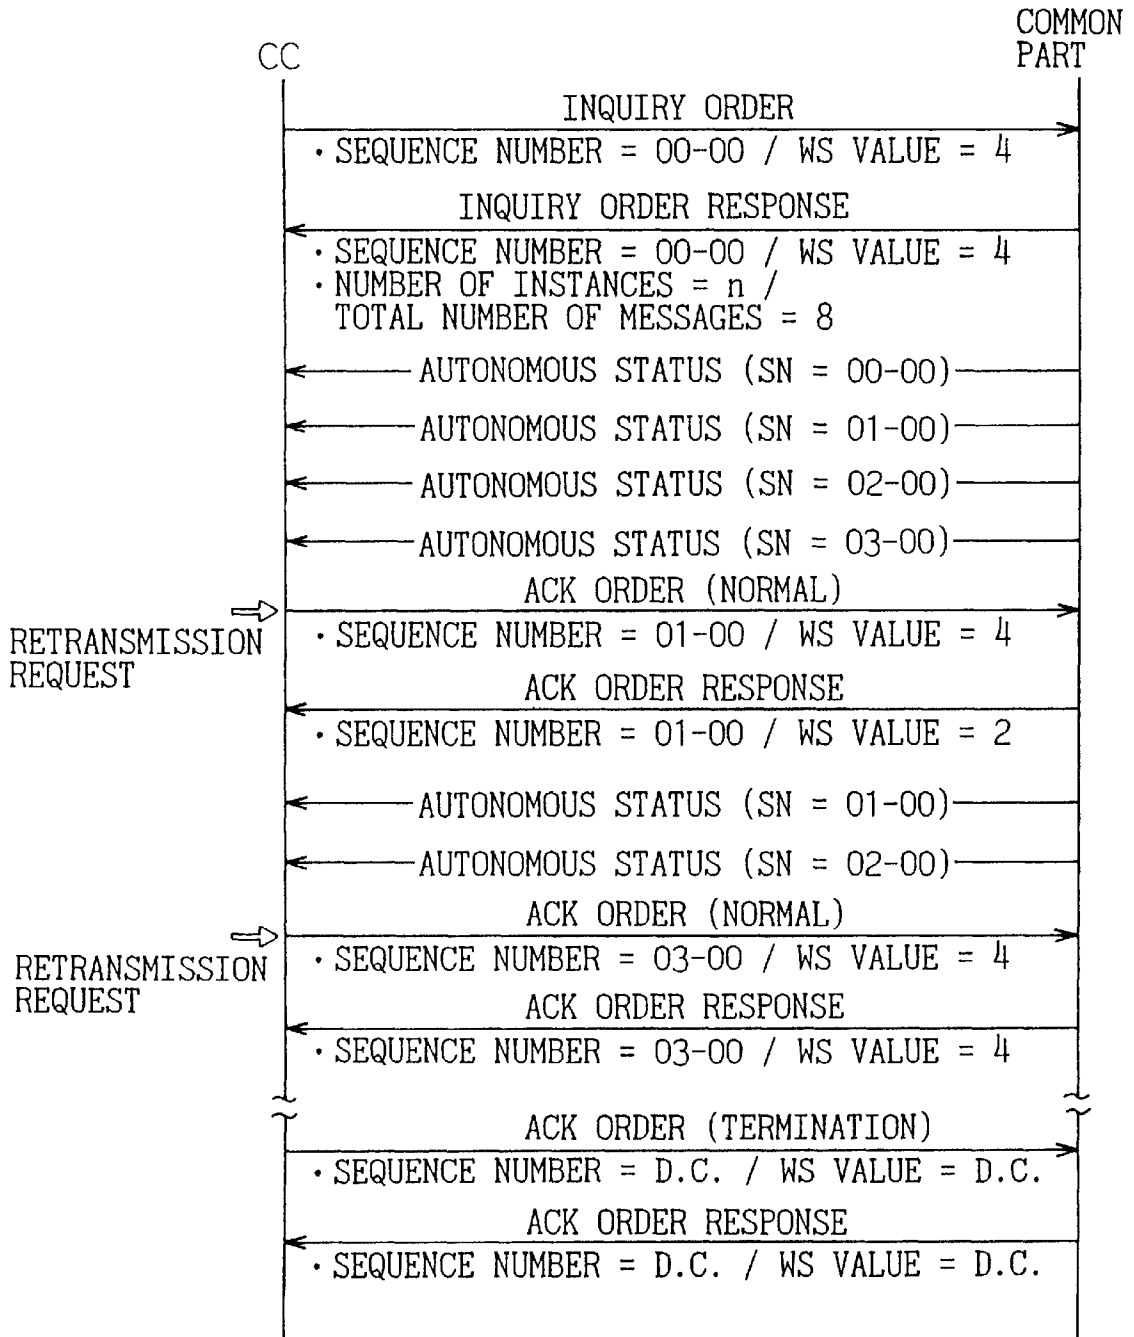 COMMON
PART
CC
INQUIRY ORDER
· SEQUENCE NUMBER = 00-00 / WS VALUE = 4
INQUIRY ORDER RESPONSE
· SEQUENCE NUMBER = 00-00 / WS VALUE = 4
· NUMBER OF INSTANCES = n /
TOTAL NUMBER OF MESSAGES = 8
AUTONOMOUS STATUS (SN = 00-00)
AUTONOMOUS STATUS (SN = 01-00)
AUTONOMOUS STATUS (SN = 02-00)
AUTONOMOUS STATUS (SN = 03-00)
ACK ORDER (NORMAL)
RETRANSMISSION
REQUEST
· SEQUENCE NUMBER = 01-00 / WS VALUE = 4
ACK ORDER RESPONSE
· SEQUENCE NUMBER = 01-00 / WS VALUE = 2
AUTONOMOUS STATUS (SN = 01-00)
AUTONOMOUS STATUS (SN = 02-00)
ACK ORDER (NORMAL)
RETRANSMISSION
REQUEST
· SEQUENCE NUMBER = 03-00 / WS VALUE = 4
ACK ORDER RESPONSE
· SEQUENCE NUMBER = 03-00 / WS VALUE = 4
ACK ORDER (TERMINATION)
· SEQUENCE NUMBER = D.C. / WS VALUE = D.C.
ACK ORDER RESPONSE
· SEQUENCE NUMBER = D.C. / WS VALUE = D.C.